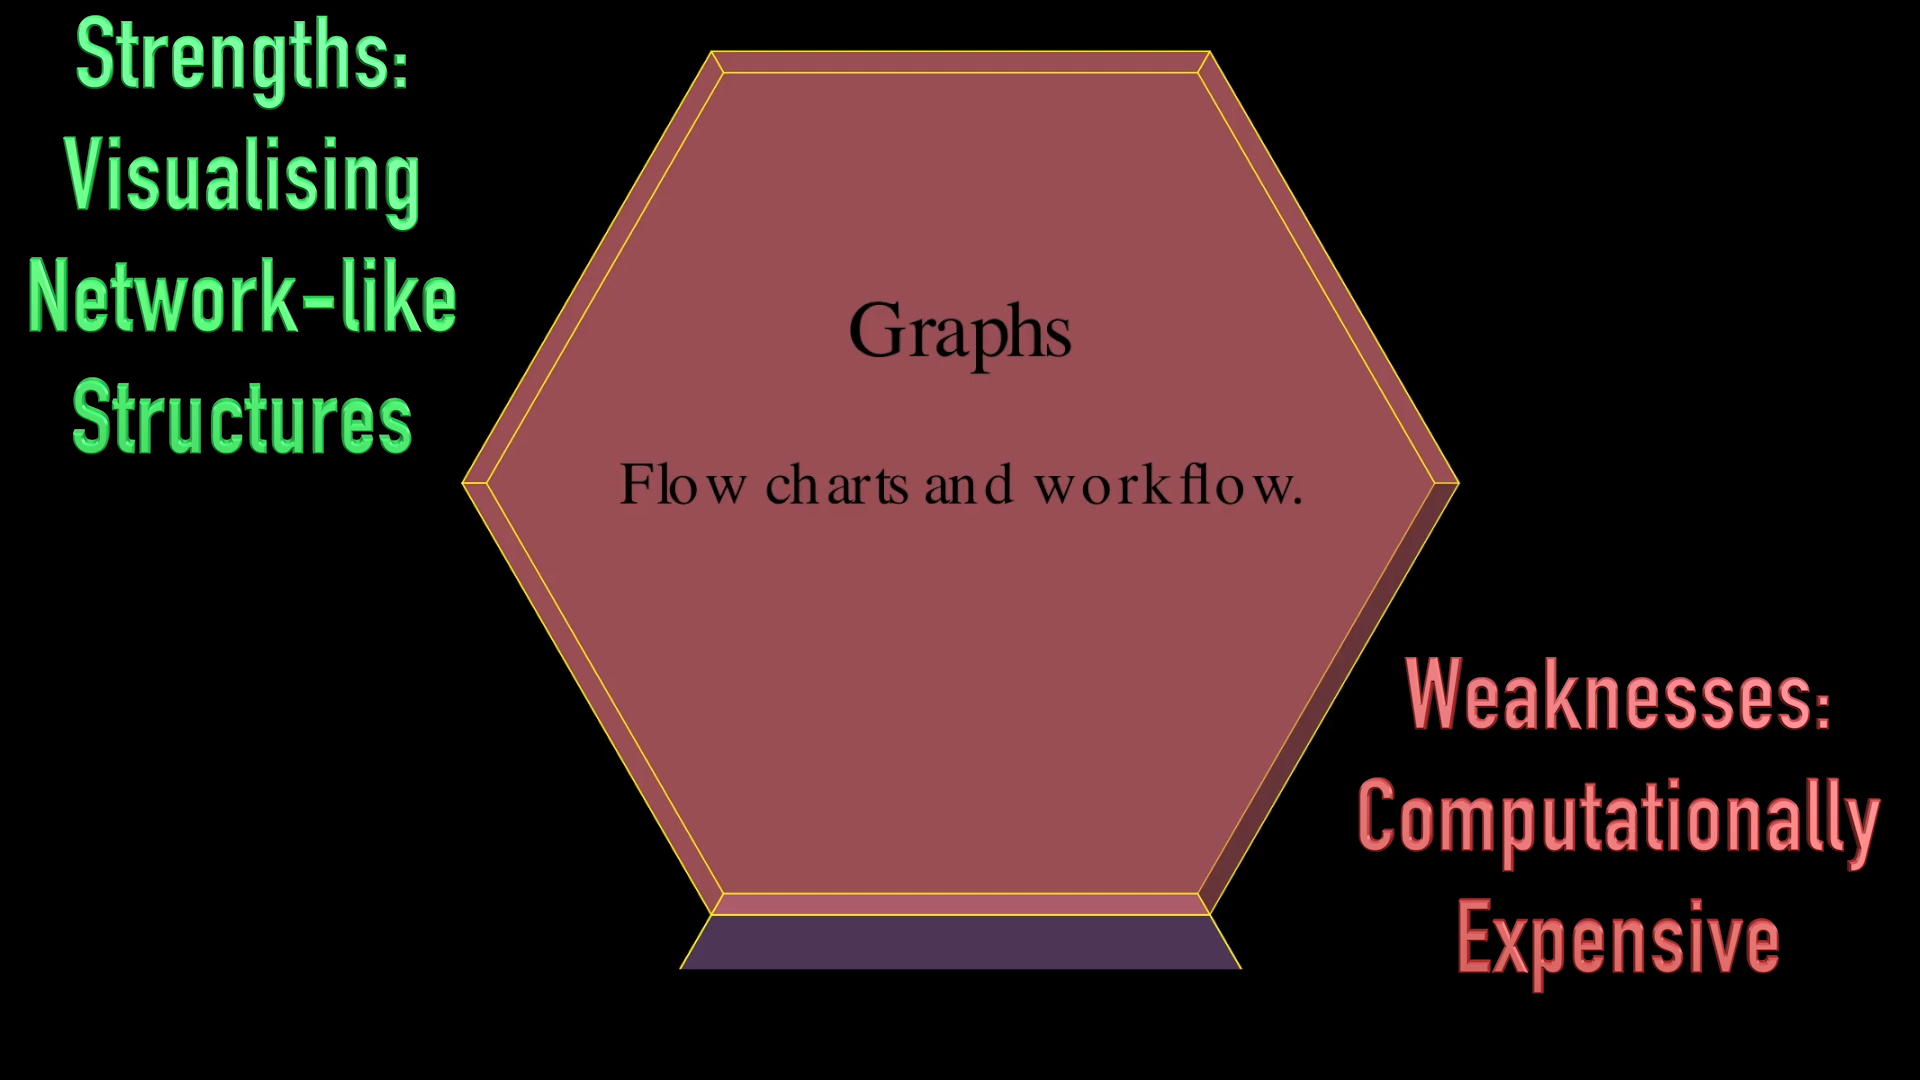 Strengths:
Visualising
Network-like
Structures
Graphs
Flow charts and workflow.
Weaknesses:
Computationally
Expensive